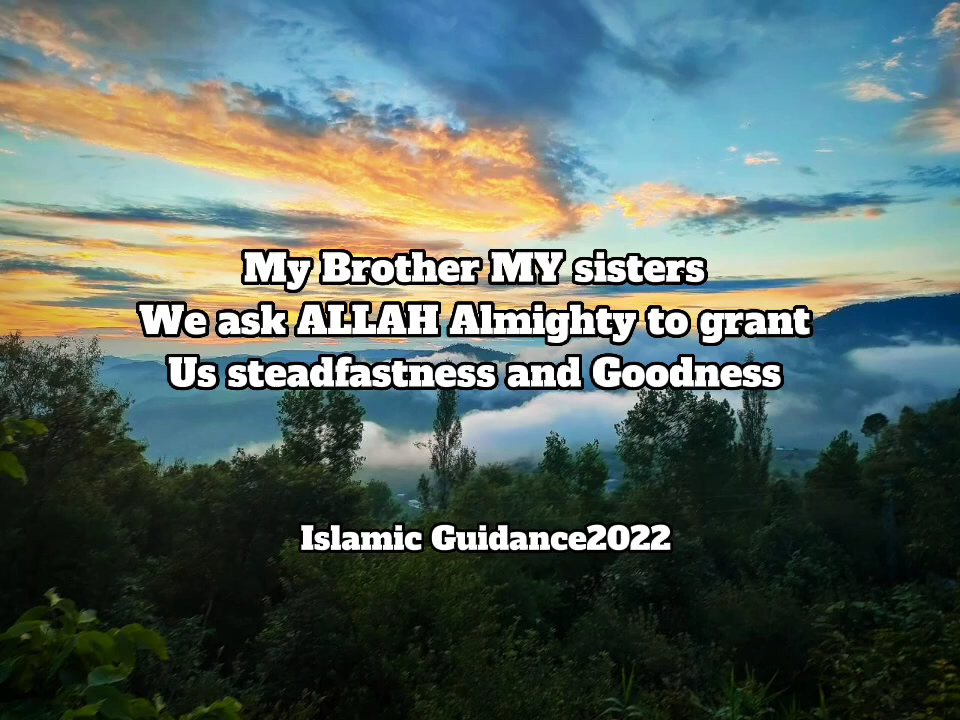 My Brother MY sisters
We ask ALLAH Almighty to grant
Us steadfastness and Goodness
Islamic Guidance2022